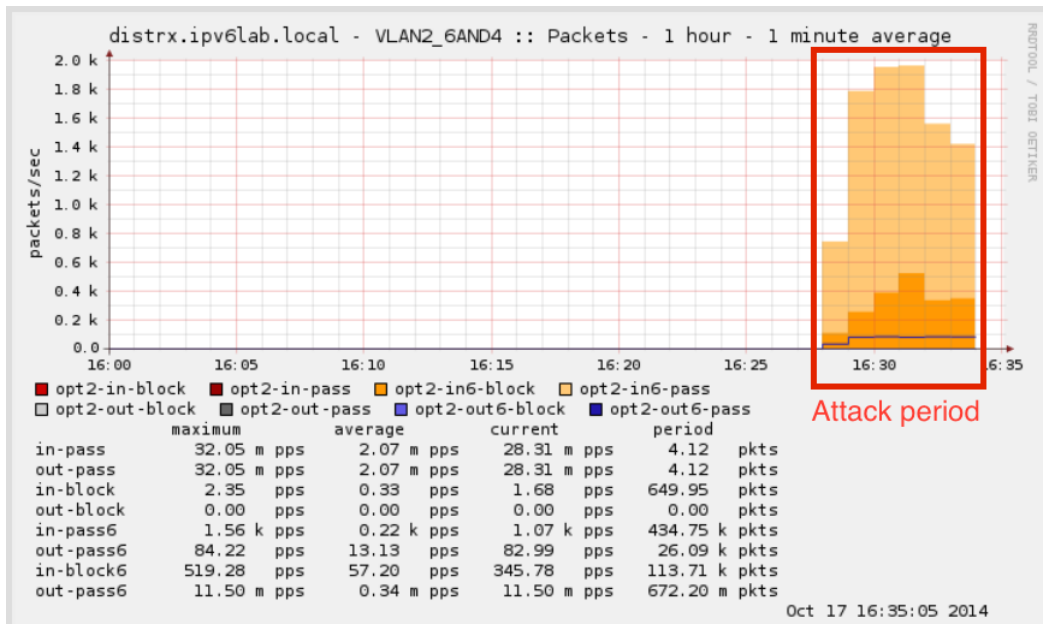 distrx.ipv6lab.local - VLAN2_6AND4 :: Packets - 1 hour - 1 minute average
RRDTOOL / TOBI OETIKER
packets/sec
2.0 k
1.8 k
1.6 k
1.4 k
1.2 k
1.0 k
0.8 k
0.6 k
0.4 k
0.2 k
0.0
16:00 16:05 16:10 16:15 16:20 16:25 16:30 16:35
opt2-in-block opt2-in-pass opt2-in6-block opt2-in6-pass
opt2-out-block opt2-out-pass opt2-out6-block opt2-out6-pass
Attack period
maximum average current period
in-pass 32.05 m pps 2.07 m pps 28.31 m pps 4.12 pkts
out-pass 32.05 m pps 2.07 m pps 28.31 m pps 4.12 pkts
in-block 2.35 pps 0.33 pps 1.68 pps 649.95 pkts
out-block 0.00 pps 0.00 pps 0.00 pps 0.00 pkts
in-pass6 1.56 k pps 0.22 k pps 1.07 k pps 434.75 k pkts
out-pass6 84.22 pps 13.13 pps 82.99 pps 26.09 k pkts
in-block6 519.28 pps 57.20 pps 345.78 pps 113.71 k pkts
out-pass6 11.50 m pps 0.34 m pps 11.50 m pps 672.20 m pkts
Oct 17 16:35:05 2014